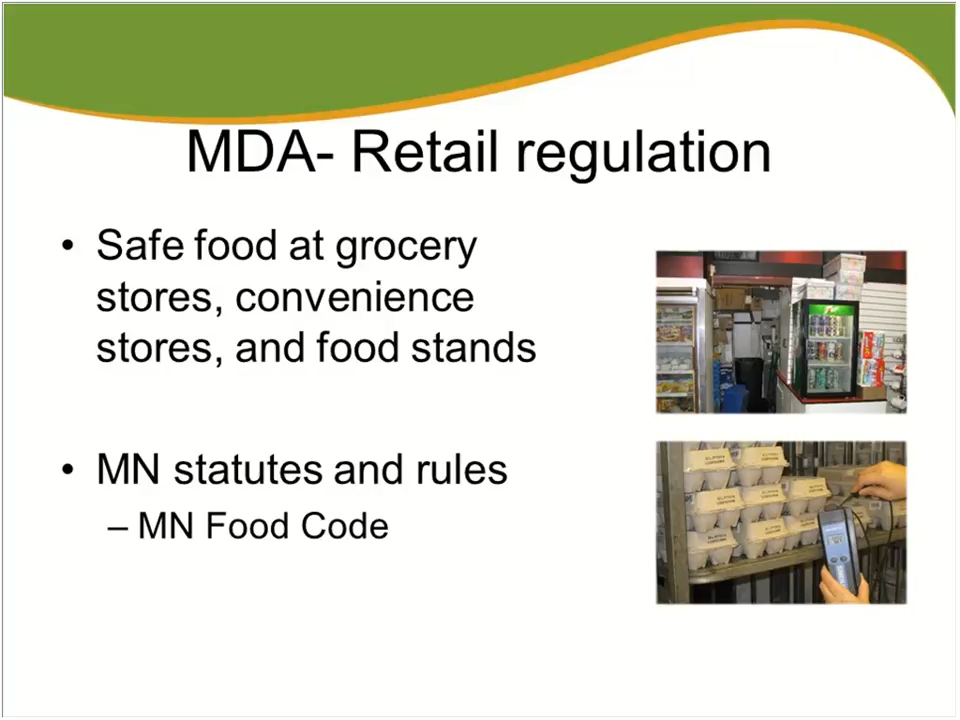 MDA- Retail regulation
• Safe food at grocery
stores, convenience
stores, and food stands
• MN statutes and rules
– MN Food Code